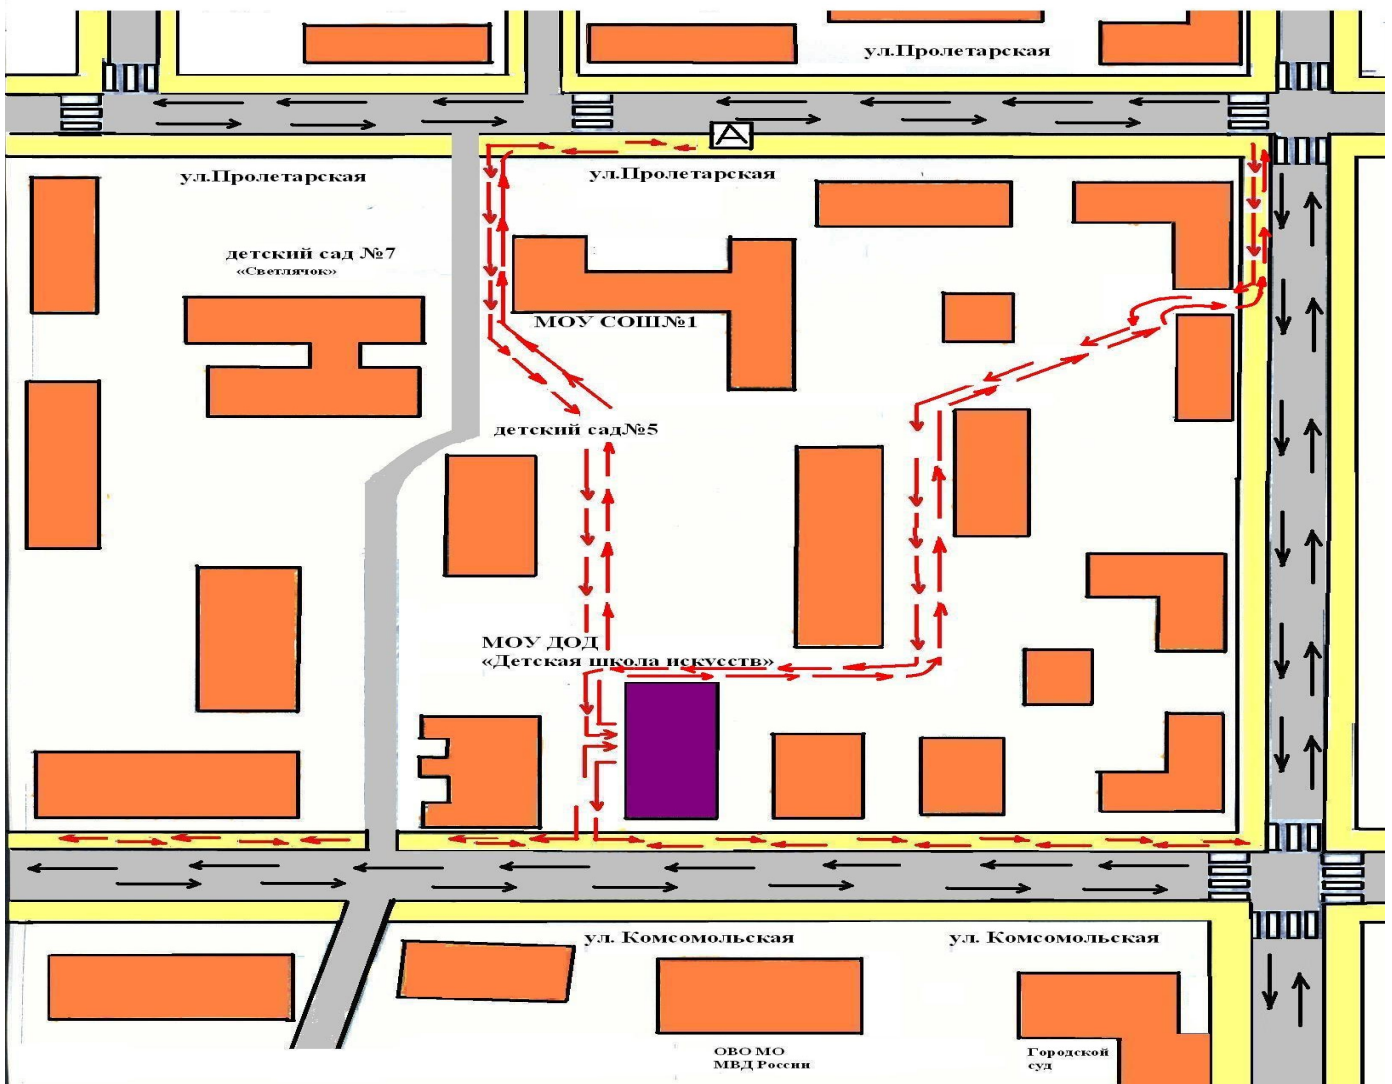 ул.Пролетарская
А
ул.Пролетарская
ул.Пролетарская
детский сад №7
«Светлячок»
МОУ СОШ№1
детский сад№5
МОУ ДОД
«Детская школа искусств»
ул. Комсомольская
ул. Комсомольская
ОВО МО
МВД России
Городской
суд